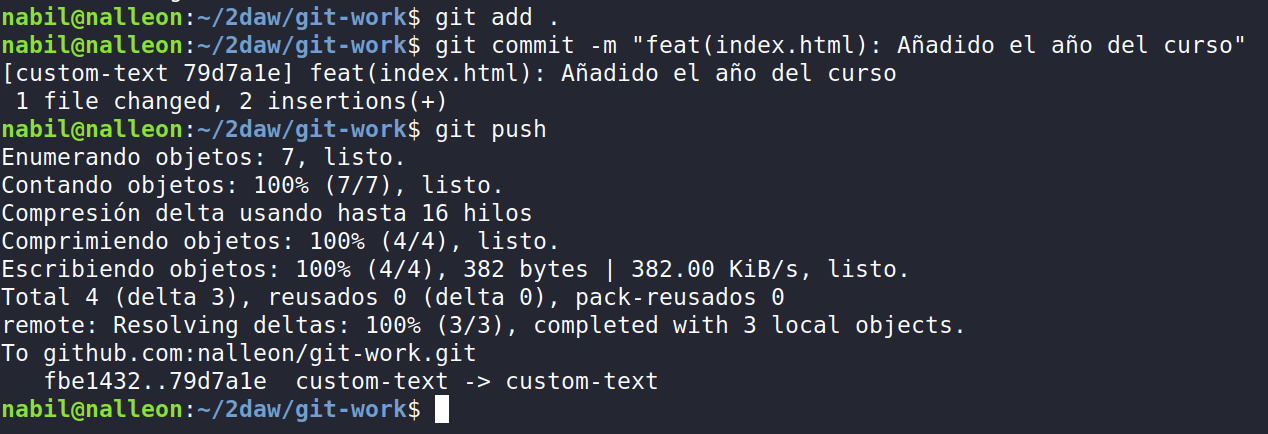 nabil@nalleon:~/2daw/git-work$ git add .
nabil@nalleon:~/2daw/git-work$ git commit -m "feat(index.html): Añadido el año del curso"
[custom-text 79d7a1e] feat(index.html): Añadido el año del curso
 1 file changed, 2 insertions(+)
nabil@nalleon:~/2daw/git-work$ git push
Enumerando objetos: 7, listo.
Contando objetos: 100% (7/7), listo.
Compresión delta usando hasta 16 hilos
Comprimiendo objetos: 100% (4/4), listo.
Escribiendo objetos: 100% (4/4), 382 bytes | 382.00 KiB/s, listo.
Total 4 (delta 3), reusados 0 (delta 0), pack-reusados 0
remote: Resolving deltas: 100% (3/3), completed with 3 local objects.
To github.com:nalleon/git-work.git
   fbe1432..79d7a1e  custom-text -> custom-text
nabil@nalleon:~/2daw/git-work$